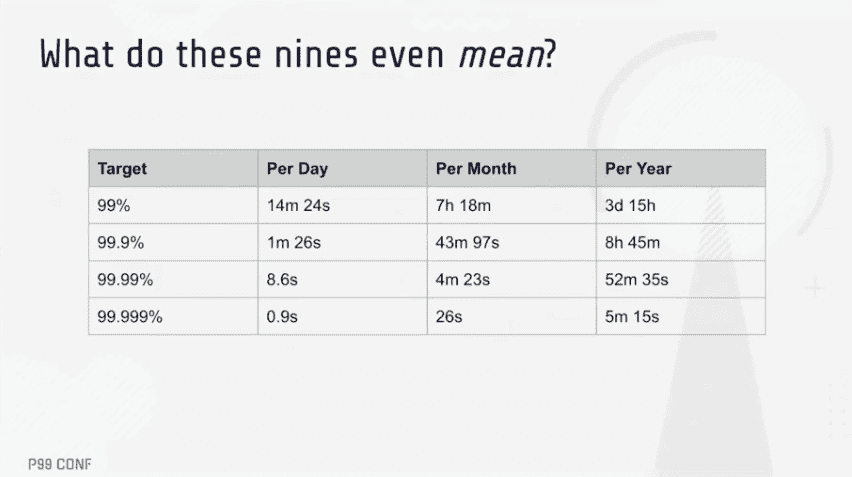 What do these nines even mean?
Target Per Day Per Month Per Year
99% 14m 24s 7h 18m 3d 15h
99.9% 1m 26s 43m 97s 8h 45m
99.99% 8.6s 4m 23s 52m 35s
99.999% 0.9s 26s 5m 15s
P99 CONF